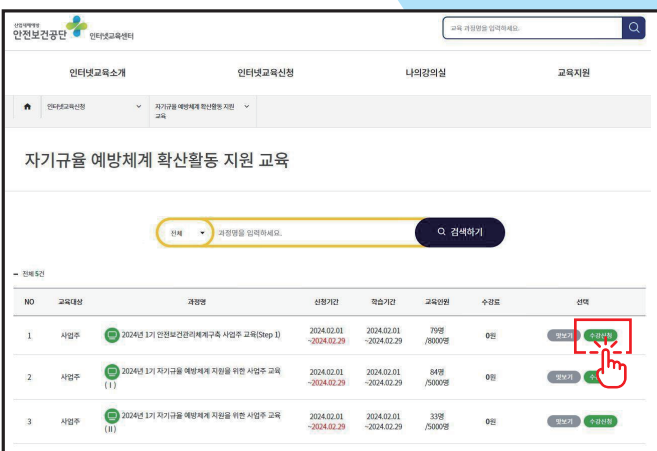 산업재해예방
안전보건공단 인터넷교육센터
교육 과정명을 입력하세요.
인터넷교육소개 인터넷교육신청 나의강의실 교육지원
인터넷교육신청 자기규율 예방체계 확산활동 지원
교육
자기규율 예방체계 확산활동 지원 교육
전체 과정명을 입력하세요. 검색하기
전체 5건
NO 교육대상 과정명 신청기간 학습기간 교육인원 수강료 선택
1 사업주 2024년 1기 안전보건관리체계구축 사업주 교육(Step 1) 2024.02.01 2024.02.01 79명 0원 맛보기 수강신청
~2024.02.29 ~2024.02.29 /8000명
2 사업주 2024년 1기 자기규율 예방체계 지원을 위한 사업주 교육 2024.02.01 2024.02.01 84명 0원 맛보기
(I) ~2024.02.29 ~2024.02.29 /5000명
3 사업주 2024년 1기 자기규율 예방체계 지원을 위한 사업주 교육 2024.02.01 2024.02.01 33명 0원 맛보기 수강신청
(II) ~2024.02.29 ~2024.02.29 /5000명